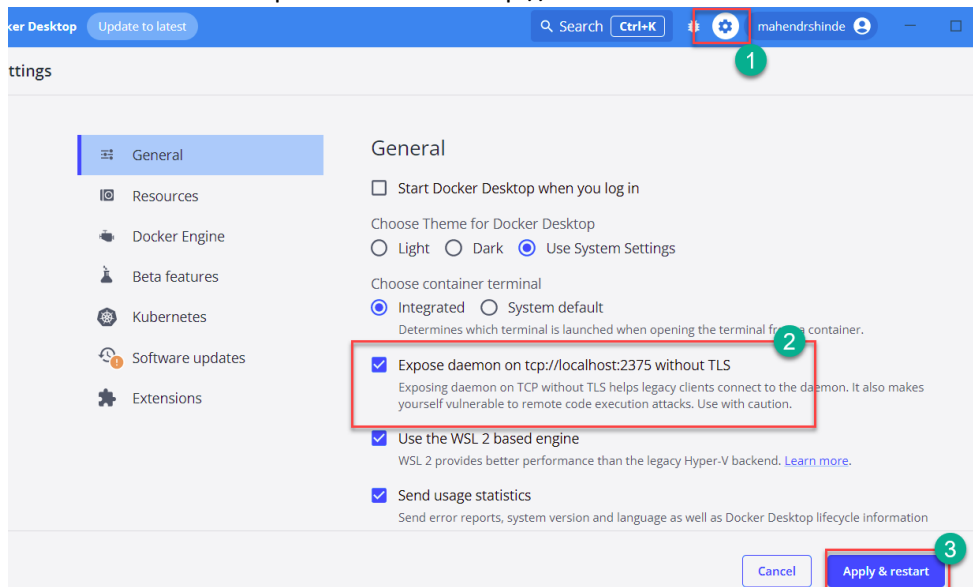 ker Desktop Update to latest Search Ctrl+K mahendrshinde
1
ttings
General
General
Start Docker Desktop when you log in
Resources
Choose Theme for Docker Desktop
Docker Engine
Light Dark Use System Settings
Beta features
Choose container terminal
Kubernetes
Integrated System default
Determines which terminal is launched when opening the terminal from a container.
2
Software updates
Expose daemon on tcp://localhost:2375 without TLS
Extensions
Exposing daemon on TCP without TLS helps legacy clients connect to the daemon. It also makes
yourself vulnerable to remote code execution attacks. Use with caution.
Use the WSL 2 based engine
WSL 2 provides better performance than the legacy Hyper-V backend. Learn more.
Send usage statistics
Send error reports, system version and language as well as Docker Desktop lifecycle information
3
Cancel Apply & restart